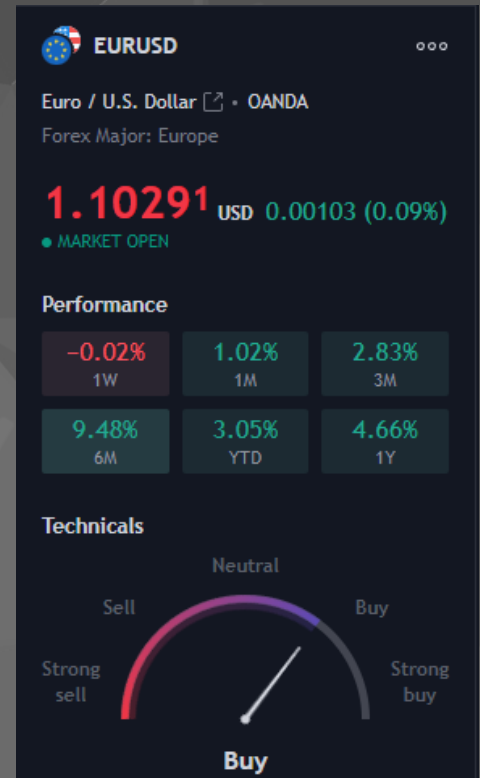 EURUSD
Euro / U.S. Dollar • OANDA
Forex Major: Europe
1.10291 USD 0.00103 (0.09%)
MARKET OPEN
Performance
−0.02% 1.02% 2.83%
1W 1M 3M
9.48% 3.05% 4.66%
6M YTD 1Y
Technicals
Neutral
Sell Buy
Strong sell Strong buy
Buy